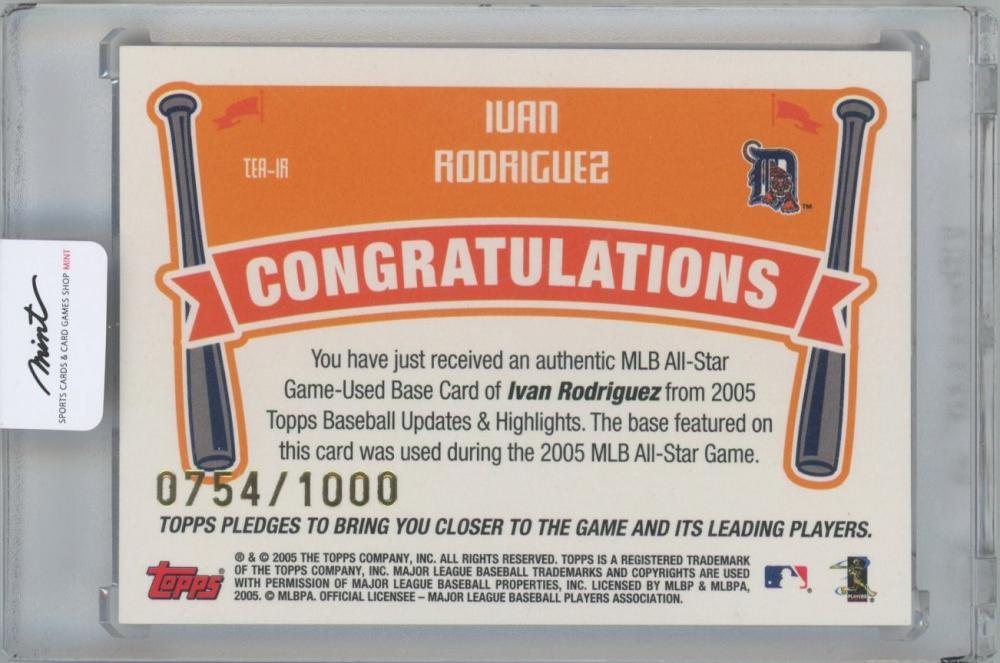 IVAN
RODRIGUEZ
TEA-IR
TM
CONGRATULATIONS
You have just received an authentic MLB All-Star
Game-Used Base Card of Ivan Rodriguez from 2005
Topps Baseball Updates & Highlights. The base featured on
this card was used during the 2005 MLB All-Star Game.
0754/1000
TOPPS PLEDGES TO BRING YOU CLOSER TO THE GAME AND ITS LEADING PLAYERS.
topps
® & © 2005 THE TOPPS COMPANY, INC. ALL RIGHTS RESERVED. TOPPS IS A REGISTERED TRADEMARK
OF THE TOPPS COMPANY, INC. MAJOR LEAGUE BASEBALL TRADEMARKS AND COPYRIGHTS ARE USED
WITH PERMISSION OF MAJOR LEAGUE BASEBALL PROPERTIES, INC. LICENSED BY MLBP & MLBPA,
2005. © MLBPA. OFFICIAL LICENSEE – MAJOR LEAGUE BASEBALL PLAYERS ASSOCIATION.
Mint
SPORTS CARDS & CARD GAMES SHOP MINT